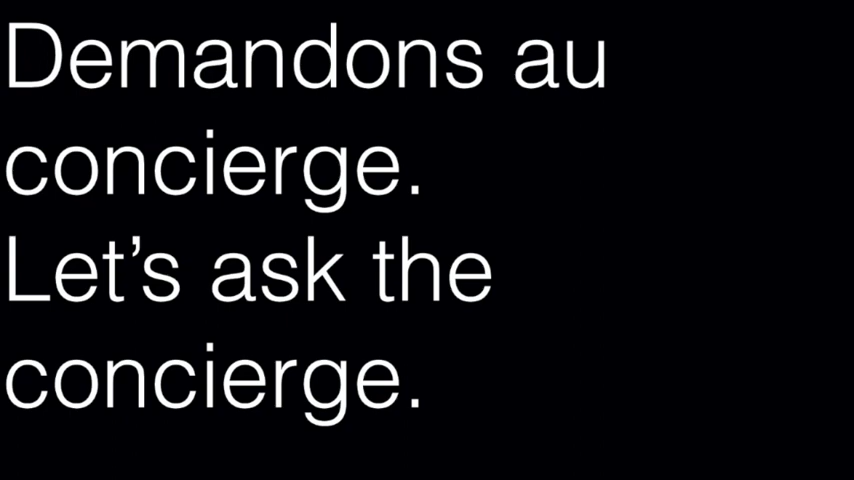 Demandons au
concierge.
Let’s ask the
concierge.